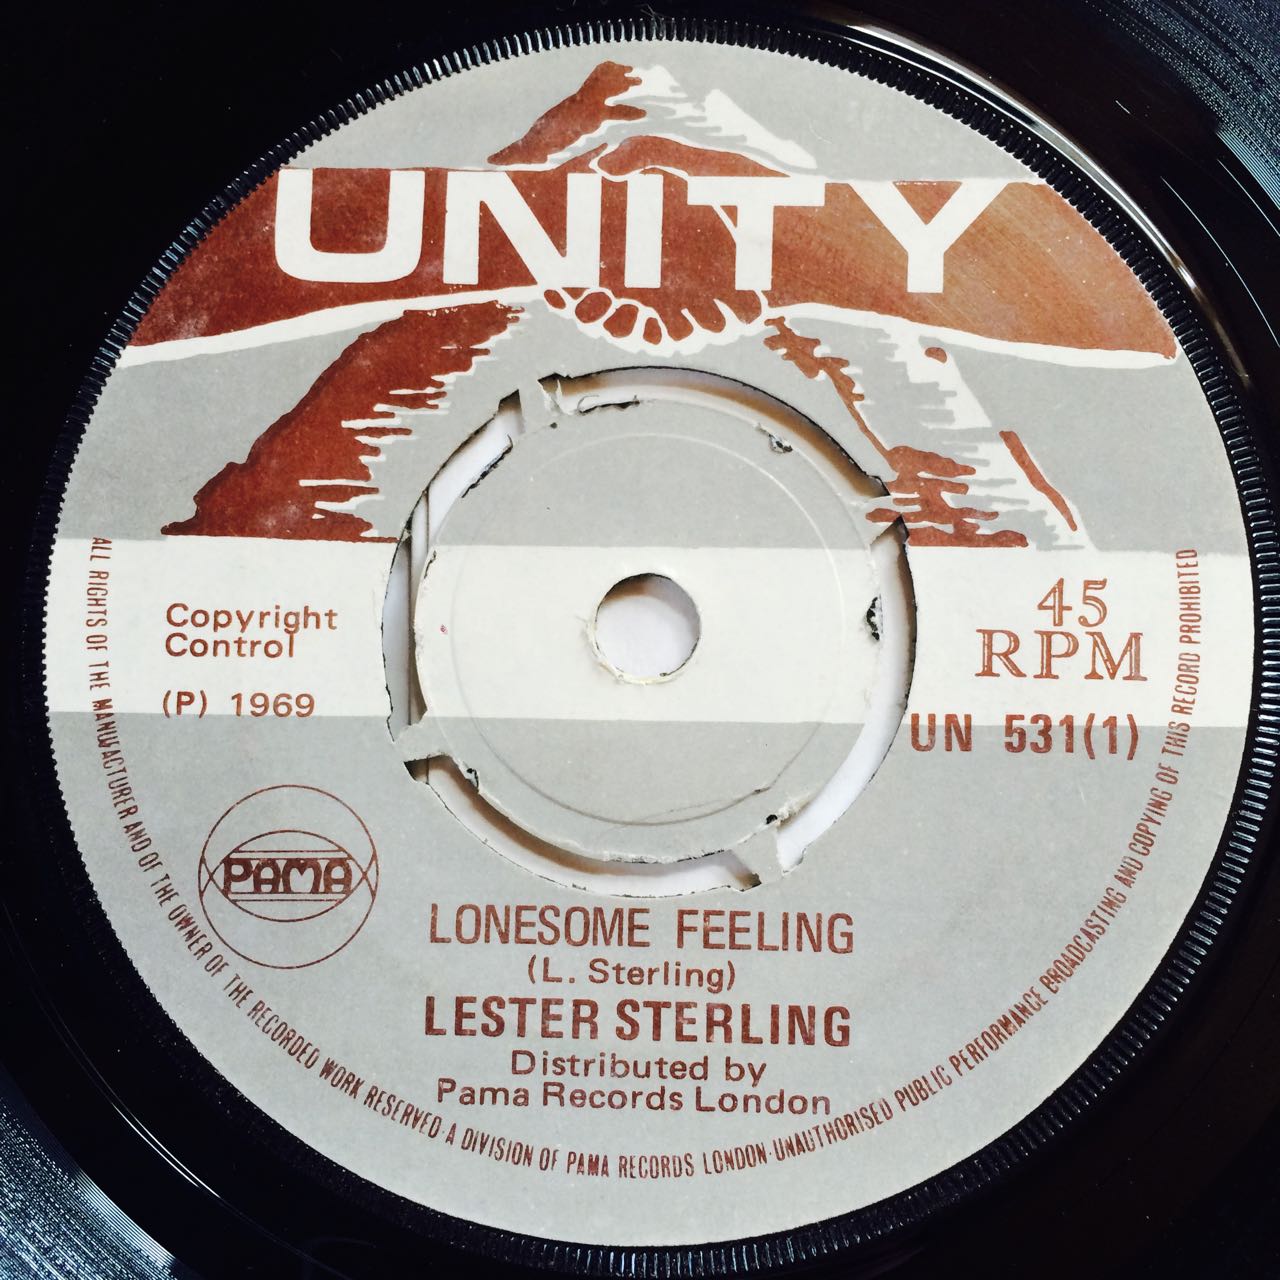 UNITY
Copyright
Control
(P) 1969
45
RPM
UN 531(1)
PAMA
LONESOME FEELING
(L. Sterling)
LESTER STERLING
Distributed by
Pama Records London
ALL RIGHTS OF THE MANUFACTURER AND OF THE OWNER OF THE RECORDED WORK RESERVED·A DIVISION OF PAMA RECORDS LONDON·UNAUTHORISED PUBLIC PERFORMANCE BROADCASTING AND COPYING OF THIS RECORD PROHIBITED